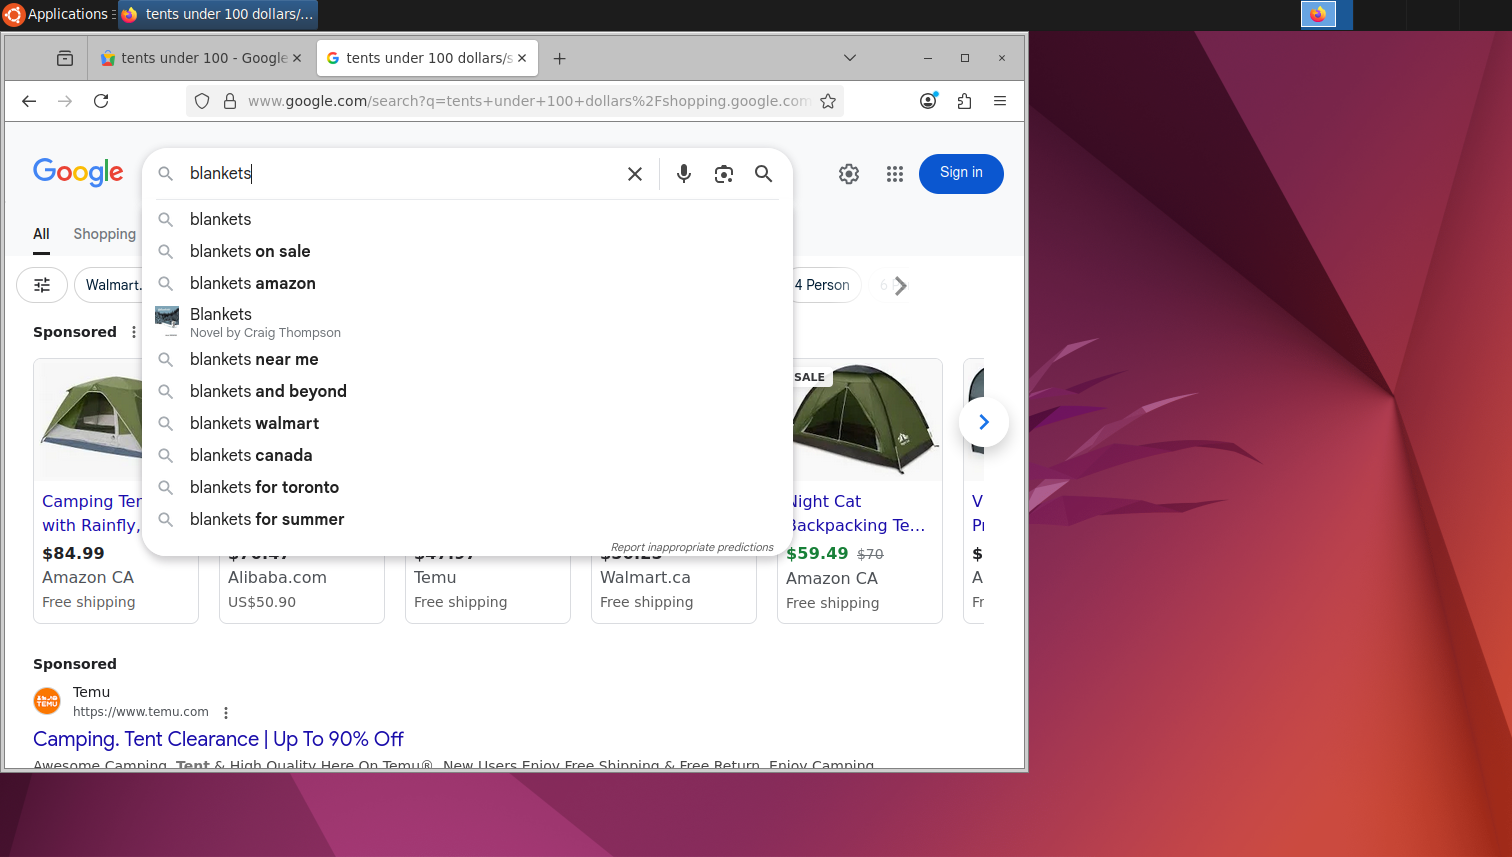 Applications
tents under 100 dollars/...
tents under 100 - Google
tents under 100 dollars/s
www.google.com/search?q=tents+under+100+dollars%2Fshopping.google.com
Google
blankets
Sign in
All
Shopping
blankets
blankets on sale
blankets amazon
Blankets
Novel by Craig Thompson
blankets near me
blankets and beyond
blankets walmart
blankets canada
blankets for toronto
blankets for summer
Report inappropriate predictions
Walmart.
4 Person
Sponsored
SALE
Camping Ten
with Rainfly,
$84.99
Amazon CA
Free shipping
Alibaba.com
US$50.90
Temu
Free shipping
Walmart.ca
Free shipping
Night Cat
Backpacking Te...
$59.49 $70
Amazon CA
Free shipping
V
Pr
$
A
Fr
Sponsored
TEMU
Temu
https://www.temu.com
Camping. Tent Clearance | Up To 90% Off
Awesome Camping, Tent & High Quality Here On Temu®. New Users Enjoy Free Shipping & Free Return. Enjoy Camping